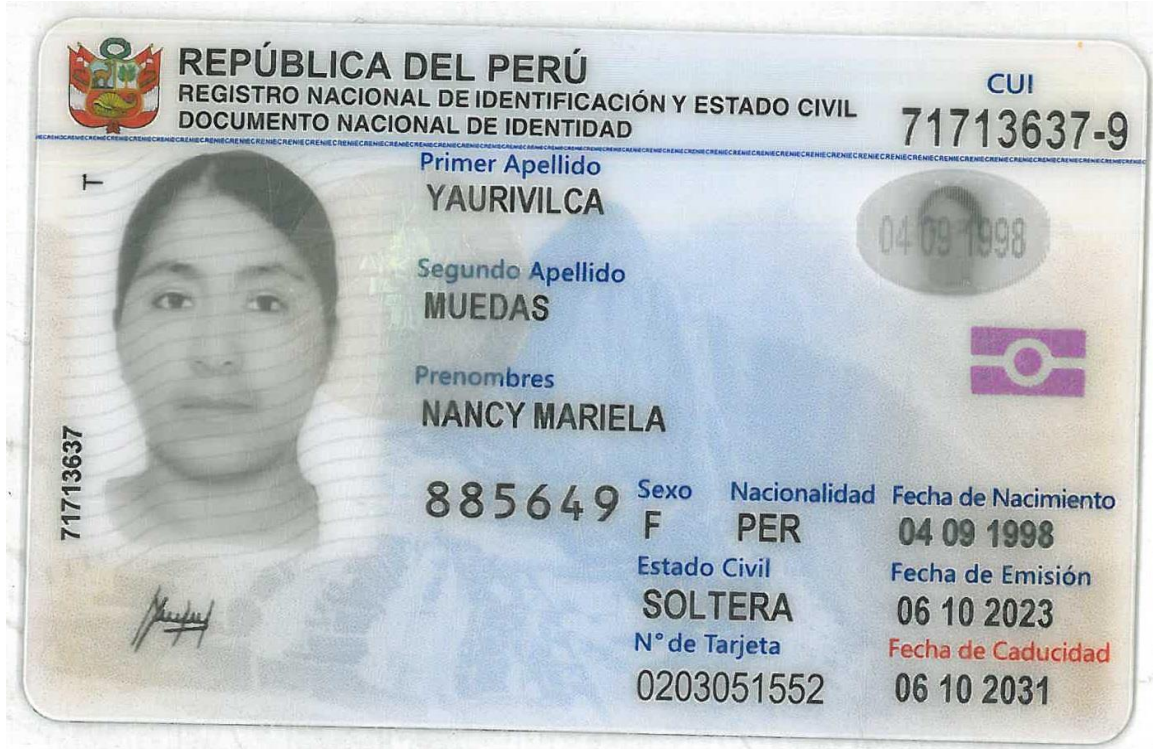 REPÚBLICA DEL PERÚ
REGISTRO NACIONAL DE IDENTIFICACIÓN Y ESTADO CIVIL
DOCUMENTO NACIONAL DE IDENTIDAD
CUI
71713637-9
T
Primer Apellido
YAURIVILCA
04 09 1998
Segundo Apellido
MUEDAS
Prenombres
NANCY MARIELA
71713637
885649
Sexo Nacionalidad Fecha de Nacimiento
F PER 04 09 1998
Estado Civil Fecha de Emisión
SOLTERA 06 10 2023
N° de Tarjeta Fecha de Caducidad
0203051552 06 10 2031